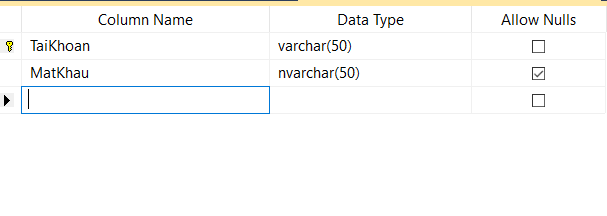 Column Name Data Type Allow Nulls
TaiKhoan varchar(50)
MatKhau nvarchar(50)